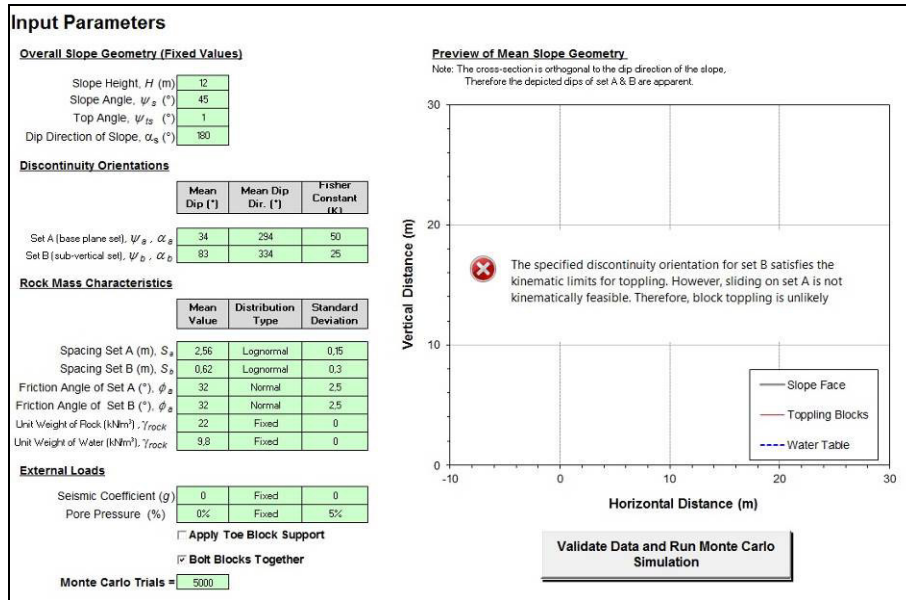 Input Parameters
Overall Slope Geometry (Fixed Values)
Slope Height, H (m) 12
Slope Angle, ψs (°) 45
Top Angle, ψts (°) 1
Dip Direction of Slope, αs (°) 180
Discontinuity Orientations
Mean Dip (°) Mean Dip Dir. (°) Fisher Constant (K)
Set A (base plane set), ψa , αa 34 294 50
Set B (sub-vertical set), ψb , αb 83 334 25
Rock Mass Characteristics
Mean Value Distribution Type Standard Deviation
Spacing Set A (m), Sa 2,56 Lognormal 0,15
Spacing Set B (m), Sb 0,62 Lognormal 0,3
Friction Angle of Set A (°), ϕa 32 Normal 2,5
Friction Angle of Set B (°), ϕa 32 Normal 2,5
Unit Weight of Rock (kN/m³) , γrock 22 Fixed 0
Unit Weight of Water (kN/m³), γrock 9,8 Fixed 0
External Loads
Seismic Coefficient (g) 0 Fixed 0
Pore Pressure (%) 0% Fixed 5%
Apply Toe Block Support
Bolt Blocks Together
Monte Carlo Trials = 5000
Preview of Mean Slope Geometry
Note: The cross-section is orthogonal to the dip direction of the slope,
Therefore the depicted dips of set A & B are apparent.
Vertical Distance (m)
30
20
10
0
The specified discontinuity orientation for set B satisfies the
kinematic limits for toppling. However, sliding on set A is not
kinematically feasible. Therefore, block toppling is unlikely
Slope Face
Toppling Blocks
Water Table
-10 0 10 20 30
Horizontal Distance (m)
Validate Data and Run Monte Carlo
Simulation